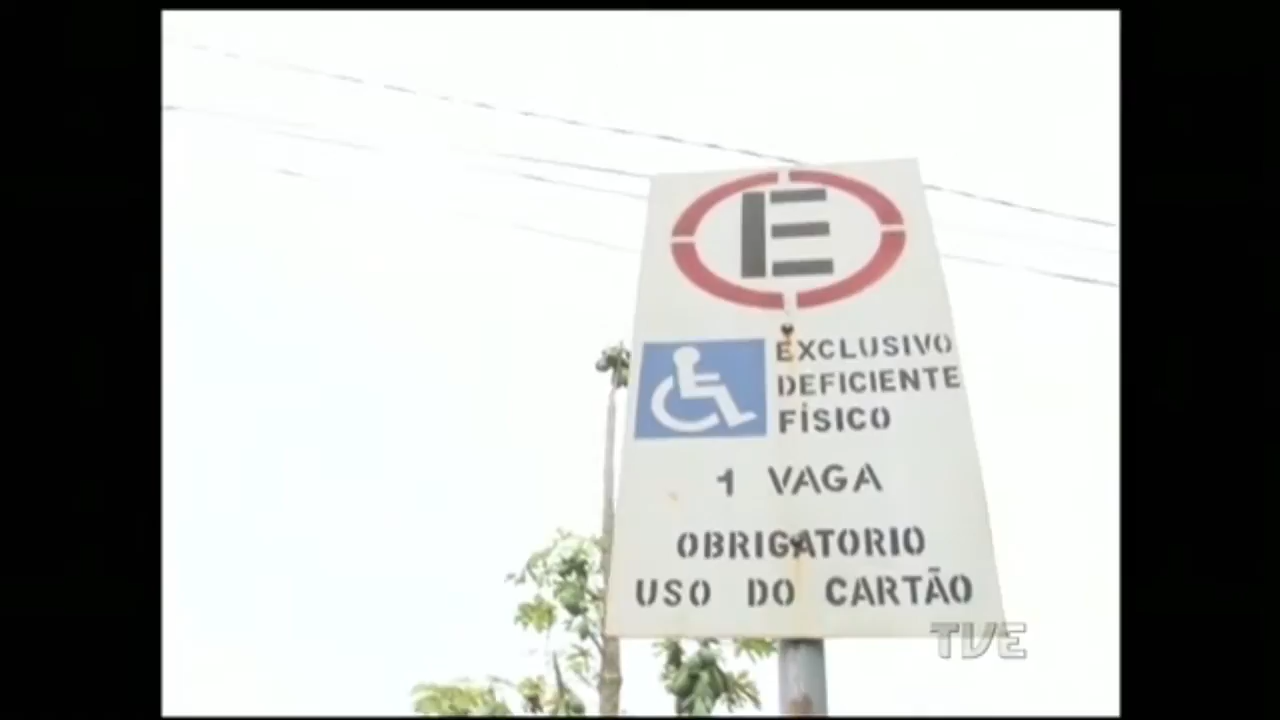 E
EXCLUSIVO
DEFICIENTE
FÍSICO
1 VAGA
OBRIGATORIO
USO DO CARTÃO
TVE